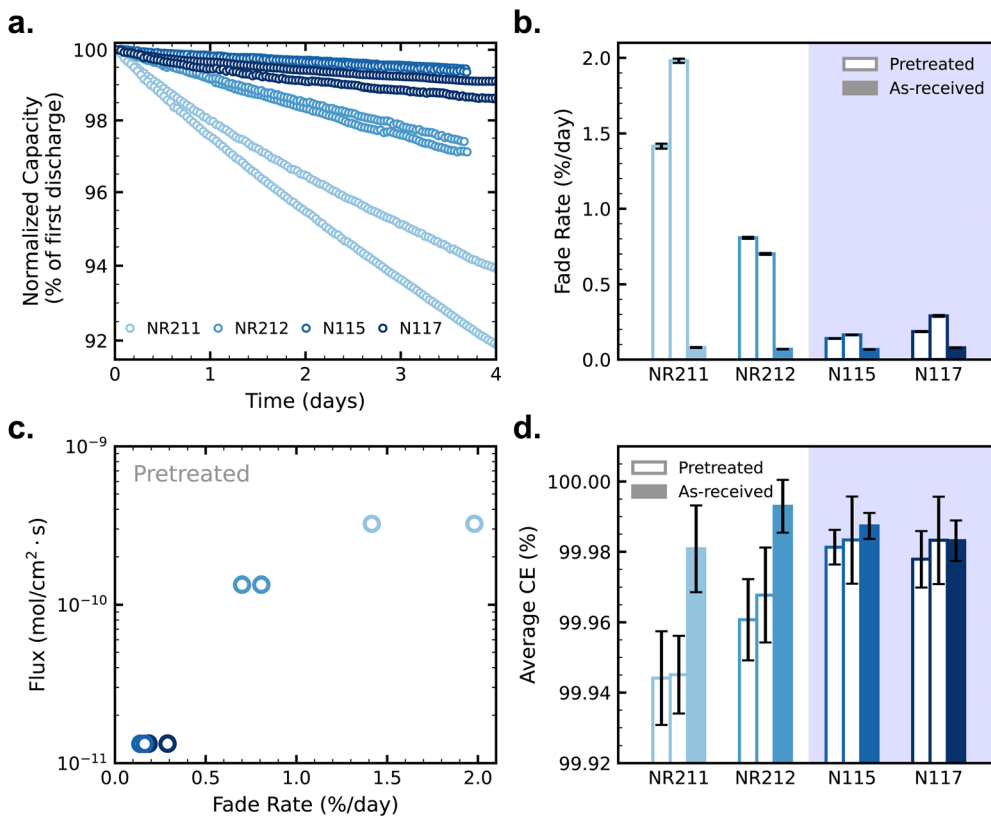 a.
100
98
96
94
92
Normalized Capacity
(% of first discharge)
NR211 NR212 N115 N117
0 1 2 3 4
Time (days)
b.
2.0
1.5
1.0
0.5
0.0
Fade Rate (%/day)
Pretreated
As-received
NR211 NR212 N115 N117
c.
10⁻⁹
10⁻¹⁰
10⁻¹¹
Flux (mol/cm² · s)
Pretreated
0.0 0.5 1.0 1.5 2.0
Fade Rate (%/day)
d.
100.00
99.98
99.96
99.94
99.92
Average CE (%)
Pretreated
As-received
NR211 NR212 N115 N117